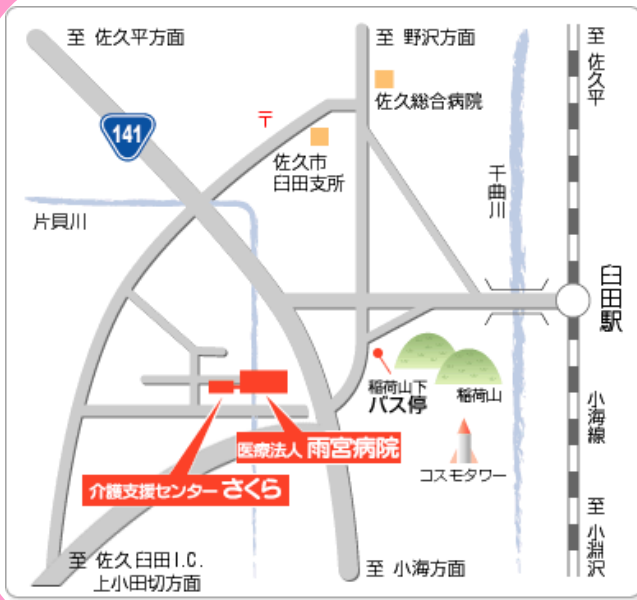 至 佐久平方面
至 野沢方面
至 佐久平
佐久総合病院
141
〒
佐久市
臼田支所
千曲川
片貝川
臼田駅
稲荷山下
バス停
稲荷山
小海線
医療法人 雨宮病院
コスモタワー
介護支援センター さくら
至 佐久臼田I.C.
上小田切方面
至 小海方面
至 小淵沢